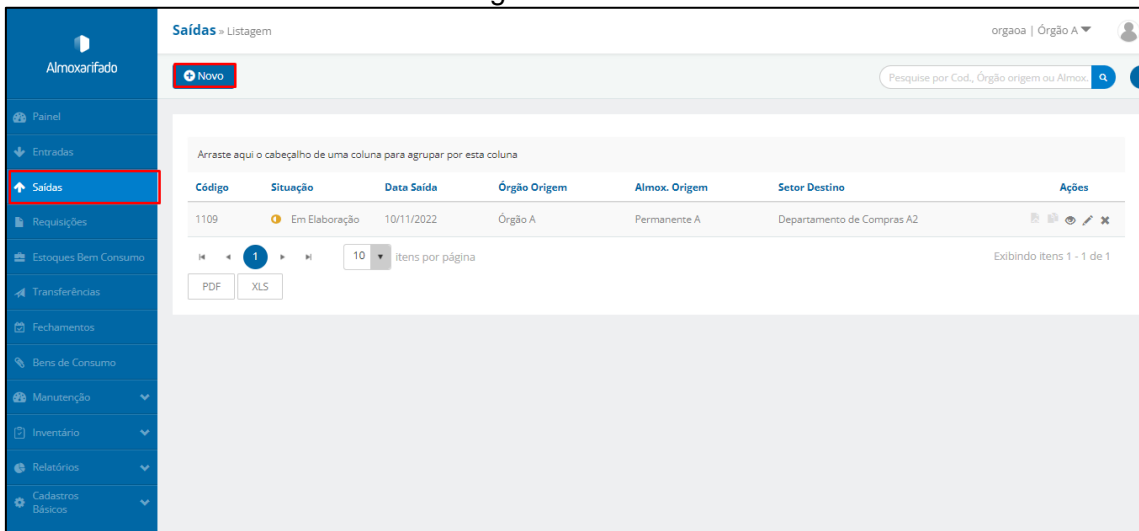 Saídas » Listagem
orgaoa | Órgão A
Almoxarifado
Novo
Pesquise por Cod., Órgão origem ou Almox.
Painel
Entradas
Saídas
Requisições
Estoques Bem Consumo
Transferências
Fechamentos
Bens de Consumo
Manutenção
Inventário
Relatórios
Cadastros
Básicos
Arraste aqui o cabeçalho de uma coluna para agrupar por esta coluna
Código Situação Data Saída Órgão Origem Almox. Origem Setor Destino Ações
1109 Em Elaboração 10/11/2022 Órgão A Permanente A Departamento de Compras A2
1 10 itens por página Exibindo itens 1 - 1 de 1
PDF XLS